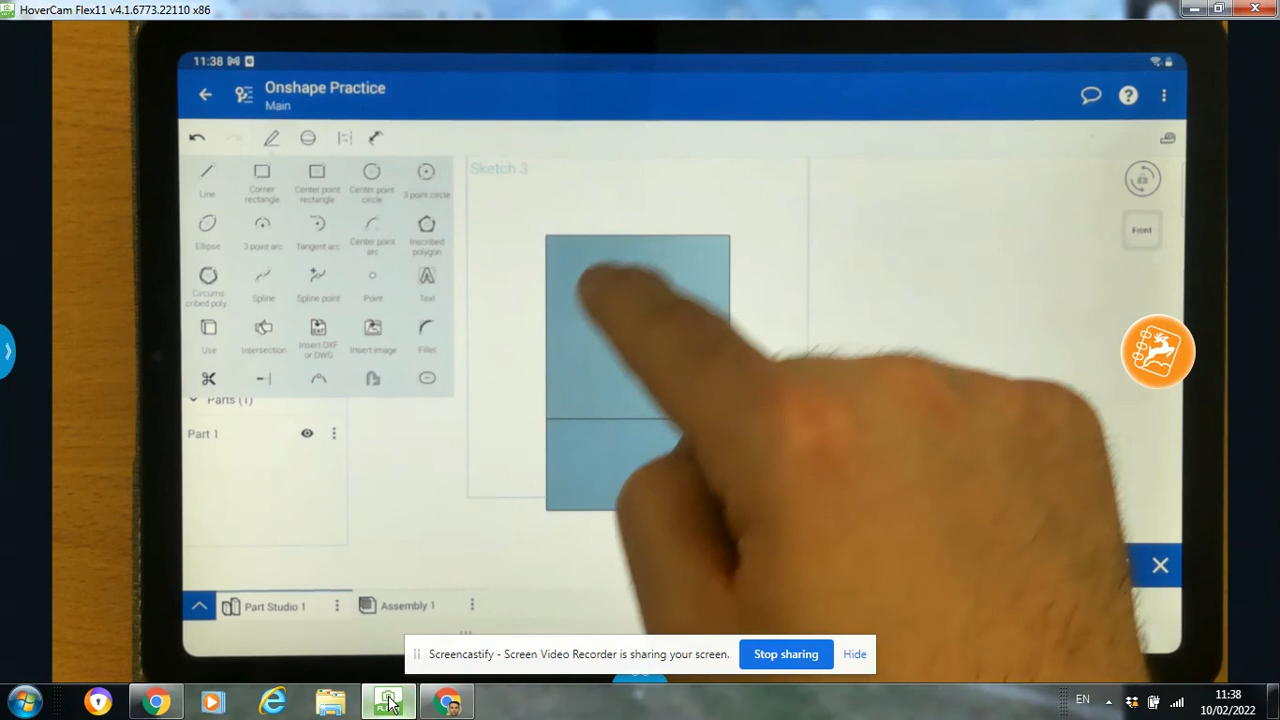 HoverCam Flex11 v4.1.6773.22110 x86
11:38
Onshape Practice
Main
Sketch 3
Line
Corner rectangle
Center point rectangle
Center point circle
3 point circle
Ellipse
3 point arc
Tangent arc
Center point arc
Inscribed polygon
Circums cribed poly
Spline
Spline point
Point
Text
Use
Intersection
Insert DXF or DWG
Insert image
Fillet
Front
Parts (1)
Part 1
Part Studio 1
Assembly 1
Screencastify - Screen Video Recorder is sharing your screen.
Stop sharing
Hide
EN
11:38
10/02/2022